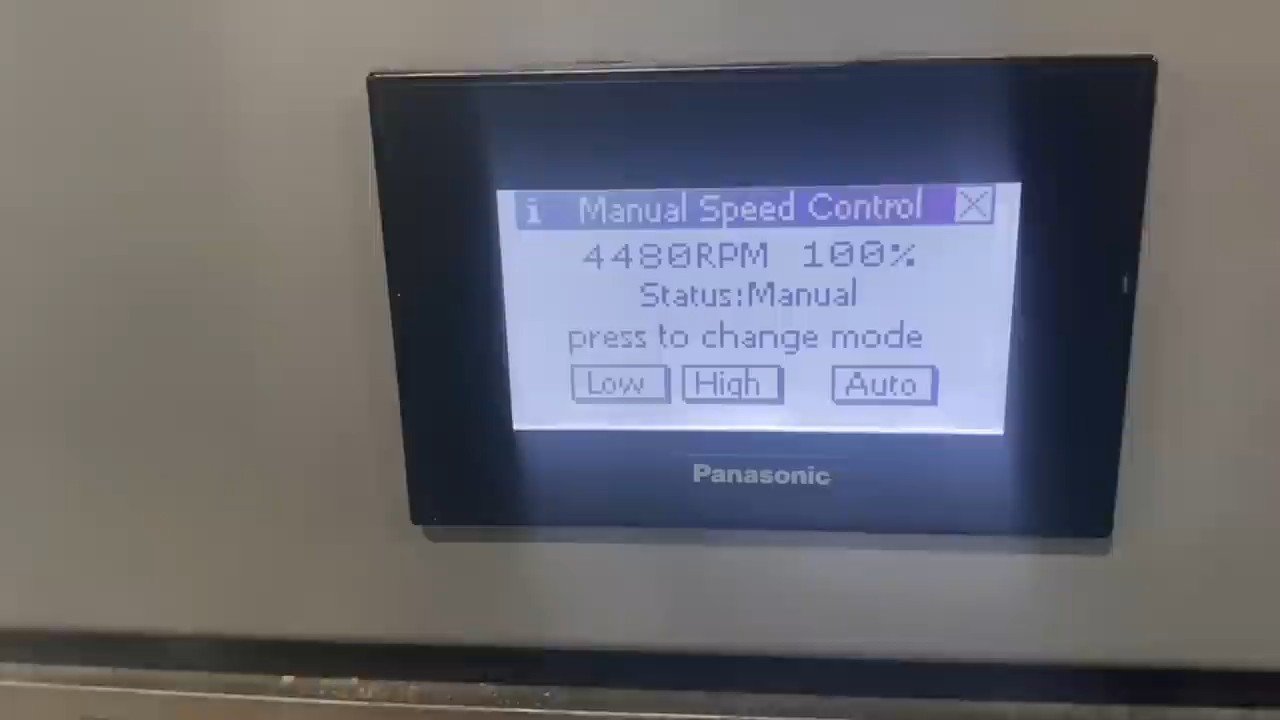 i Manual Speed Control X
4480RPM 100%
Status:Manual
press to change mode
Low High Auto
Panasonic